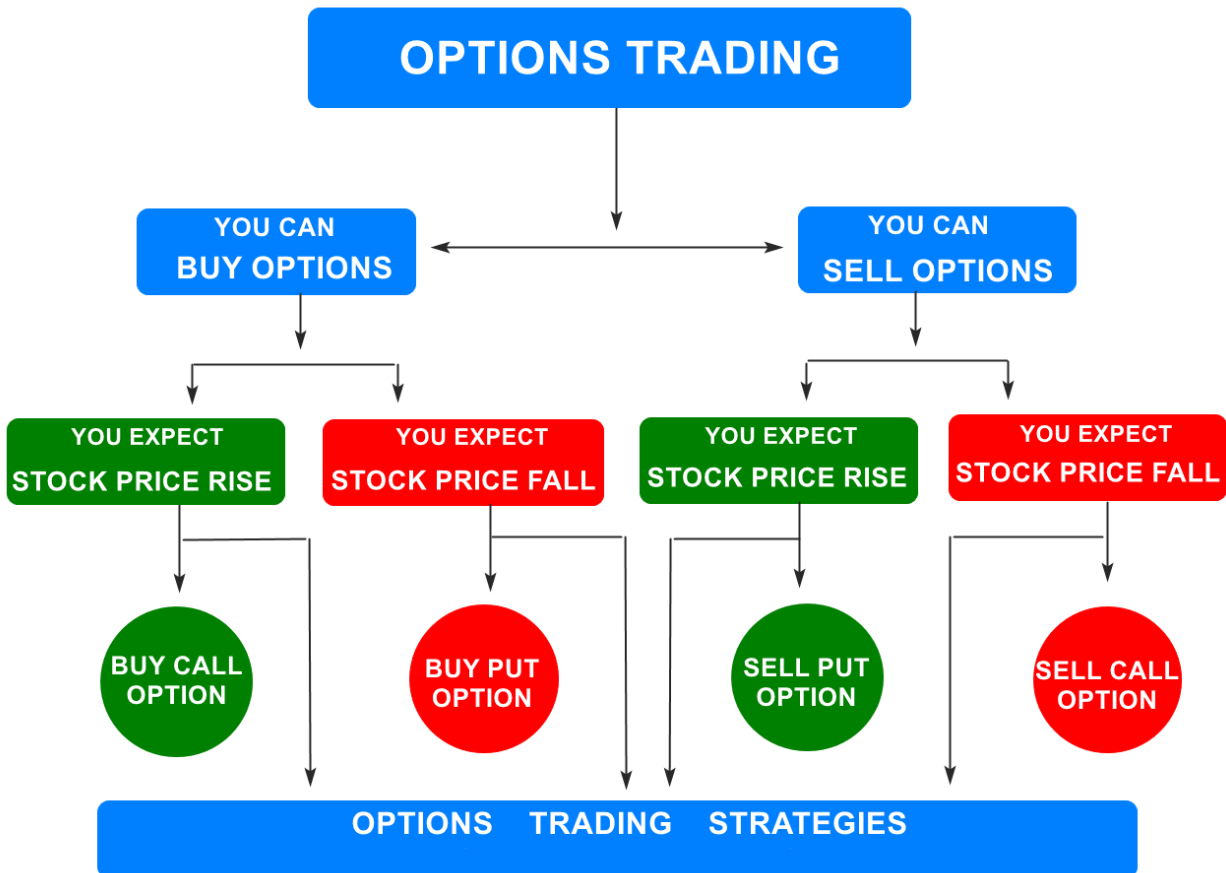 OPTIONS TRADING
YOU CAN
BUY OPTIONS
YOU CAN
SELL OPTIONS
YOU EXPECT
STOCK PRICE RISE
YOU EXPECT
STOCK PRICE FALL
YOU EXPECT
STOCK PRICE RISE
YOU EXPECT
STOCK PRICE FALL
BUY CALL
OPTION
BUY PUT
OPTION
SELL PUT
OPTION
SELL CALL
OPTION
OPTIONS TRADING STRATEGIES